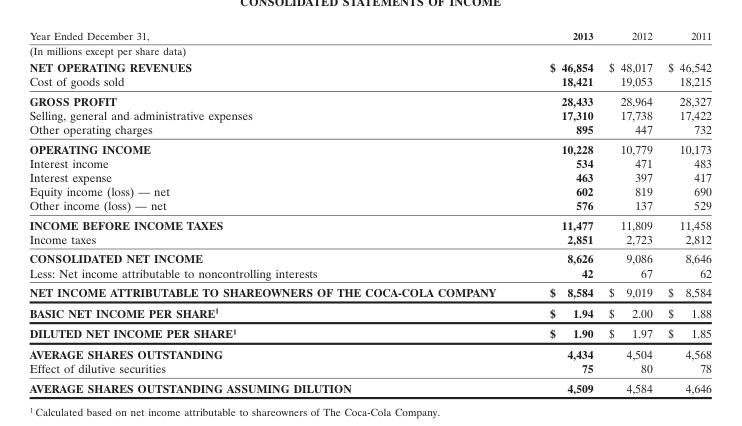 CONSOLIDATED STATEMENTS OF INCOME
Year Ended December 31, 2013 2012 2011
(In millions except per share data)
NET OPERATING REVENUES $ 46,854 $ 48,017 $ 46,542
Cost of goods sold 18,421 19,053 18,215
GROSS PROFIT 28,433 28,964 28,327
Selling, general and administrative expenses 17,310 17,738 17,422
Other operating charges 895 447 732
OPERATING INCOME 10,228 10,779 10,173
Interest income 534 471 483
Interest expense 463 397 417
Equity income (loss) — net 602 819 690
Other income (loss) — net 576 137 529
INCOME BEFORE INCOME TAXES 11,477 11,809 11,458
Income taxes 2,851 2,723 2,812
CONSOLIDATED NET INCOME 8,626 9,086 8,646
Less: Net income attributable to noncontrolling interests 42 67 62
NET INCOME ATTRIBUTABLE TO SHAREOWNERS OF THE COCA-COLA COMPANY $ 8,584 $ 9,019 $ 8,584
BASIC NET INCOME PER SHARE¹ $ 1.94 $ 2.00 $ 1.88
DILUTED NET INCOME PER SHARE¹ $ 1.90 $ 1.97 $ 1.85
AVERAGE SHARES OUTSTANDING 4,434 4,504 4,568
Effect of dilutive securities 75 80 78
AVERAGE SHARES OUTSTANDING ASSUMING DILUTION 4,509 4,584 4,646
¹ Calculated based on net income attributable to shareowners of The Coca-Cola Company.